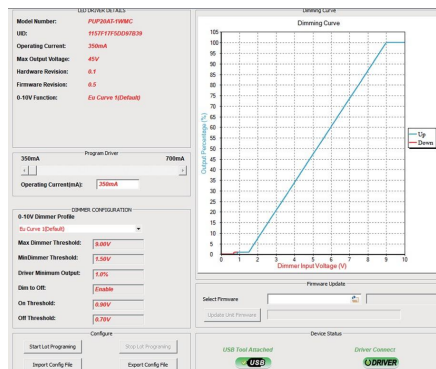 LED DRIVER DETAILS
Model Number: PUP20AT-1WMC
UID: 1157F17F5DD97B39
Operating Current: 350mA
Max Output Voltage: 45V
Hardware Revision: 0.1
Firmware Revision: 0.5
0-10V Function: Eu Curve 1(Default)
Program Driver
350mA 700mA
Operating Current(mA): 350mA
DIMMER CONFIGURATION
0-10V Dimmer Profile
Eu Curve 1(Default)
Max Dimmer Threshold: 9.00V
MinDimmer Threshold: 1.50V
Driver Minimum Output: 1.0%
Dim to Off: Enable
On Threshold: 0.90V
Off Threshold: 0.70V
Configure
Start Lot Programing Stop Lot Programing
Import Config File Export Config File
Dimming Curve
Dimming Curve
Output Percentage (%)
105
100
95
90
85
80
75
70
65
60
55
50
45
40
35
30
25
20
15
10
5
0
0 1 2 3 4 5 6 7 8 9 10
Dimmer Input Voltage (V)
Up
Down
Firmware Update
Select Firmware
Update Unit Firmware
Device Status
USB Tool Attached Driver Connect
USB DRIVER